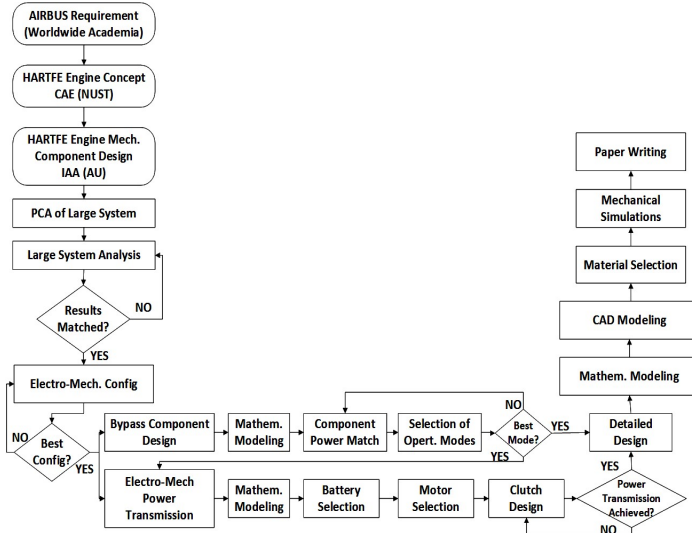 AIRBUS Requirement
(Worldwide Academia)
HARTFE Engine Concept
CAE (NUST)
HARTFE Engine Mech.
Component Design
IAA (AU)
PCA of Large System
Large System Analysis
Results
Matched?
NO
YES
Electro-Mech. Config
Best
Config?
NO
YES
Bypass Component
Design
Mathem.
Modeling
Component
Power Match
Selection of
Opert. Modes
Best
Mode?
NO
YES
YES
Electro-Mech
Power
Transmission
Mathem.
Modeling
Battery
Selection
Motor
Selection
Clutch
Design
Power
Transmission
Achieved?
YES
NO
Detailed
Design
Mathem. Modeling
CAD Modeling
Material Selection
Mechanical
Simulations
Paper Writing